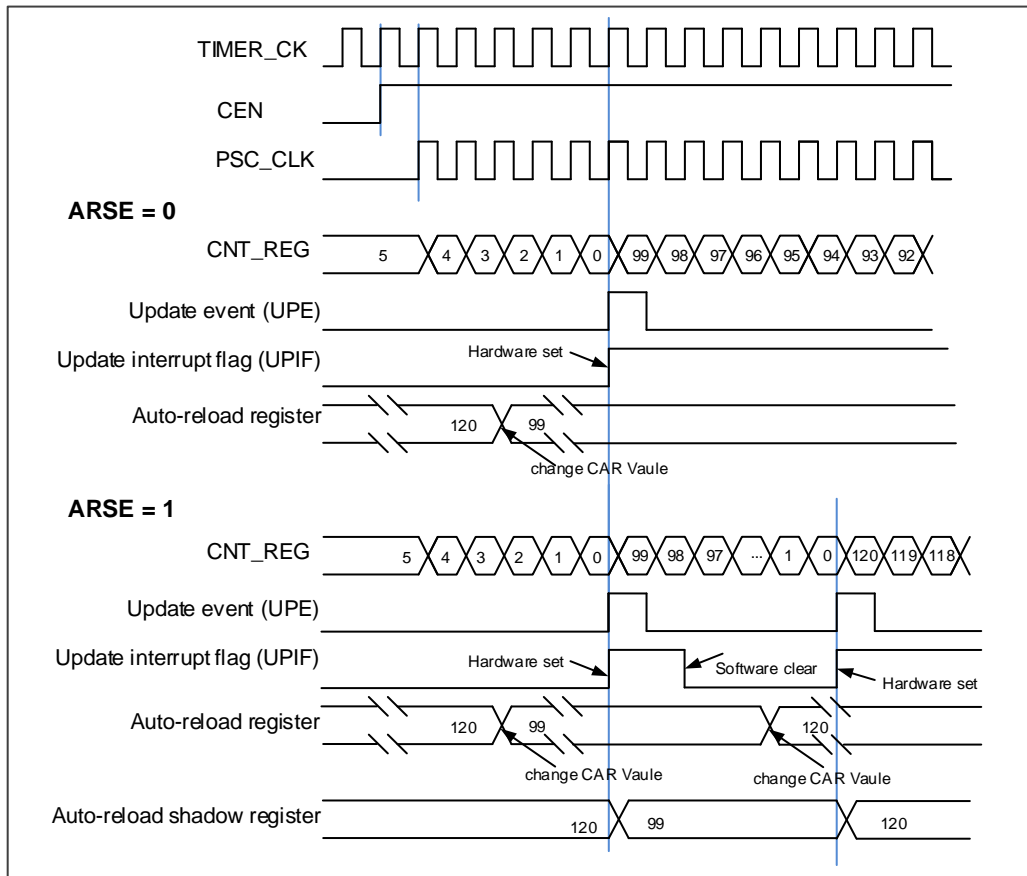 TIMER_CK
CEN
PSC_CLK
ARSE = 0
CNT_REG 5 4 3 2 1 0 99 98 97 96 95 94 93 92
Update event (UPE)
Hardware set
Update interrupt flag (UPIF)
Auto-reload register
120 99
change CAR Vaule
ARSE = 1
CNT_REG 5 4 3 2 1 0 99 98 97 ... 1 0 120 119 118
Update event (UPE)
Update interrupt flag (UPIF) Hardware set Software clear
Hardware set
Auto-reload register 120 99 120
change CAR Vaule change CAR Vaule
Auto-reload shadow register 120 99 120